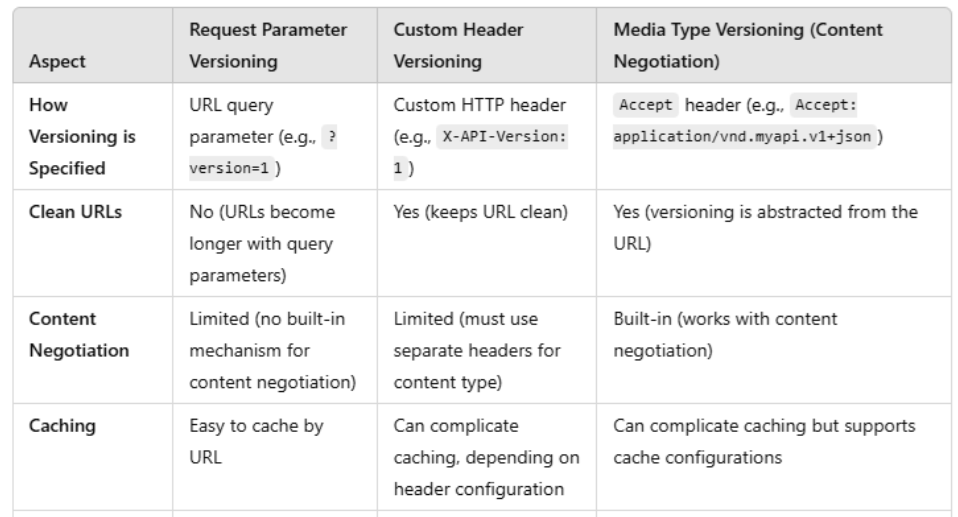 Aspect
Request Parameter
Versioning
Custom Header
Versioning
Media Type Versioning (Content
Negotiation)
How
Versioning is
Specified
URL query
parameter (e.g., ?
version=1 )
Custom HTTP header
(e.g., X-API-Version:
1 )
Accept header (e.g., Accept:
application/vnd.myapi.v1+json )
Clean URLs
No (URLs become
longer with query
parameters)
Yes (keeps URL clean)
Yes (versioning is abstracted from the
URL)
Content
Negotiation
Limited (no built-in
mechanism for
content negotiation)
Limited (must use
separate headers for
content type)
Built-in (works with content
negotiation)
Caching
Easy to cache by
URL
Can complicate
caching, depending on
header configuration
Can complicate caching but supports
cache configurations